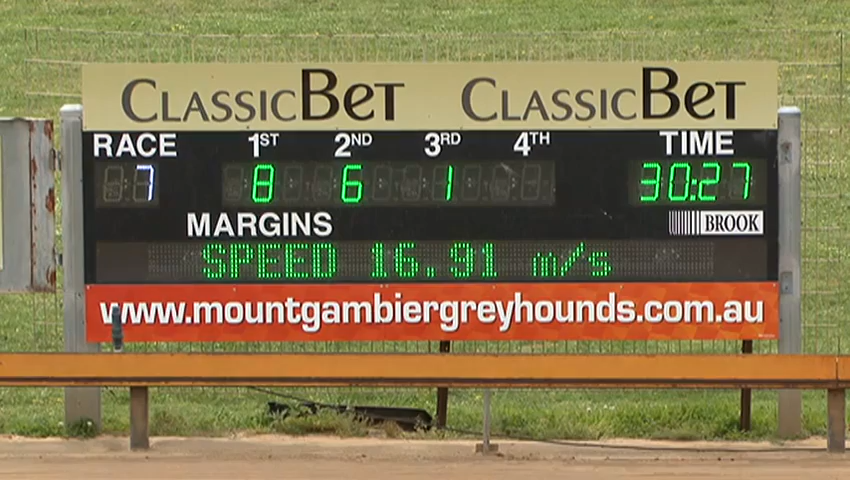 CLASSICBET CLASSICBET
RACE 1ST 2ND 3RD 4TH TIME
7 8 6 1 30:27
MARGINS BROOK
SPEED 16.91 m/s
www.mountgambiergreyhounds.com.au